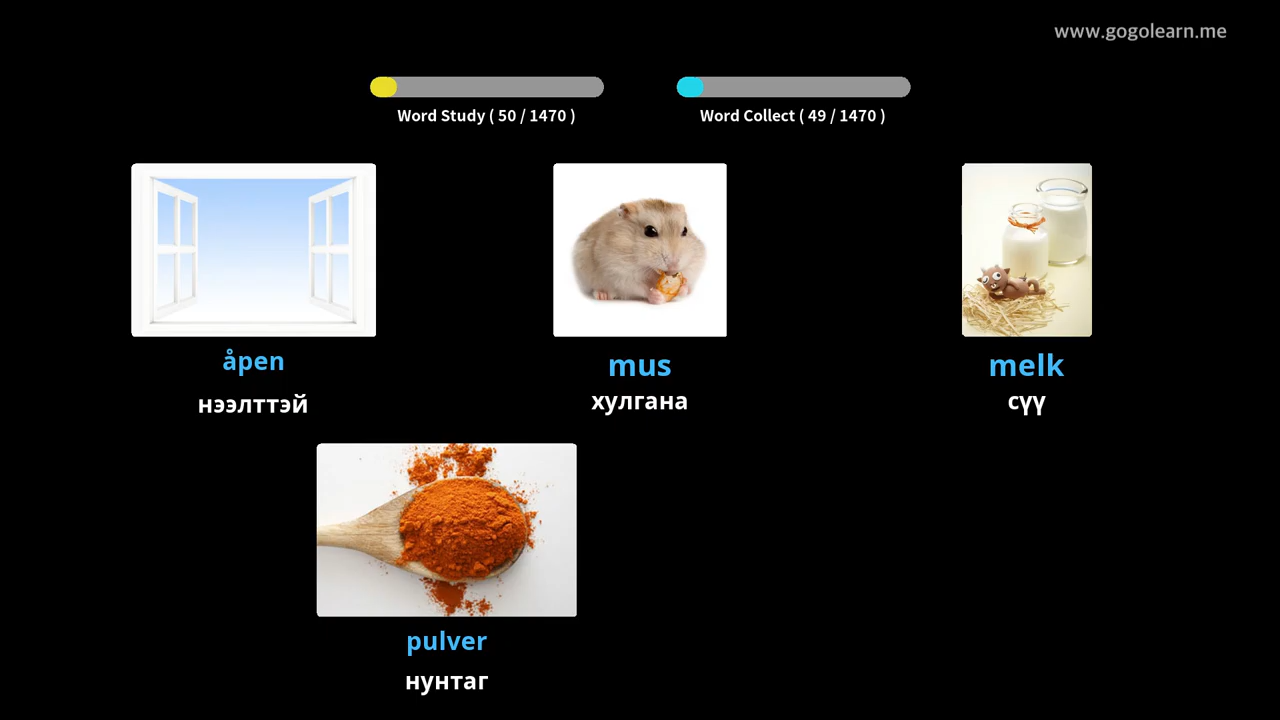 www.gogolearn.me
Word Study ( 50 / 1470 )
Word Collect ( 49 / 1470 )
åpen
нээлттэй
mus
хулгана
melk
сүү
pulver
нунтаг